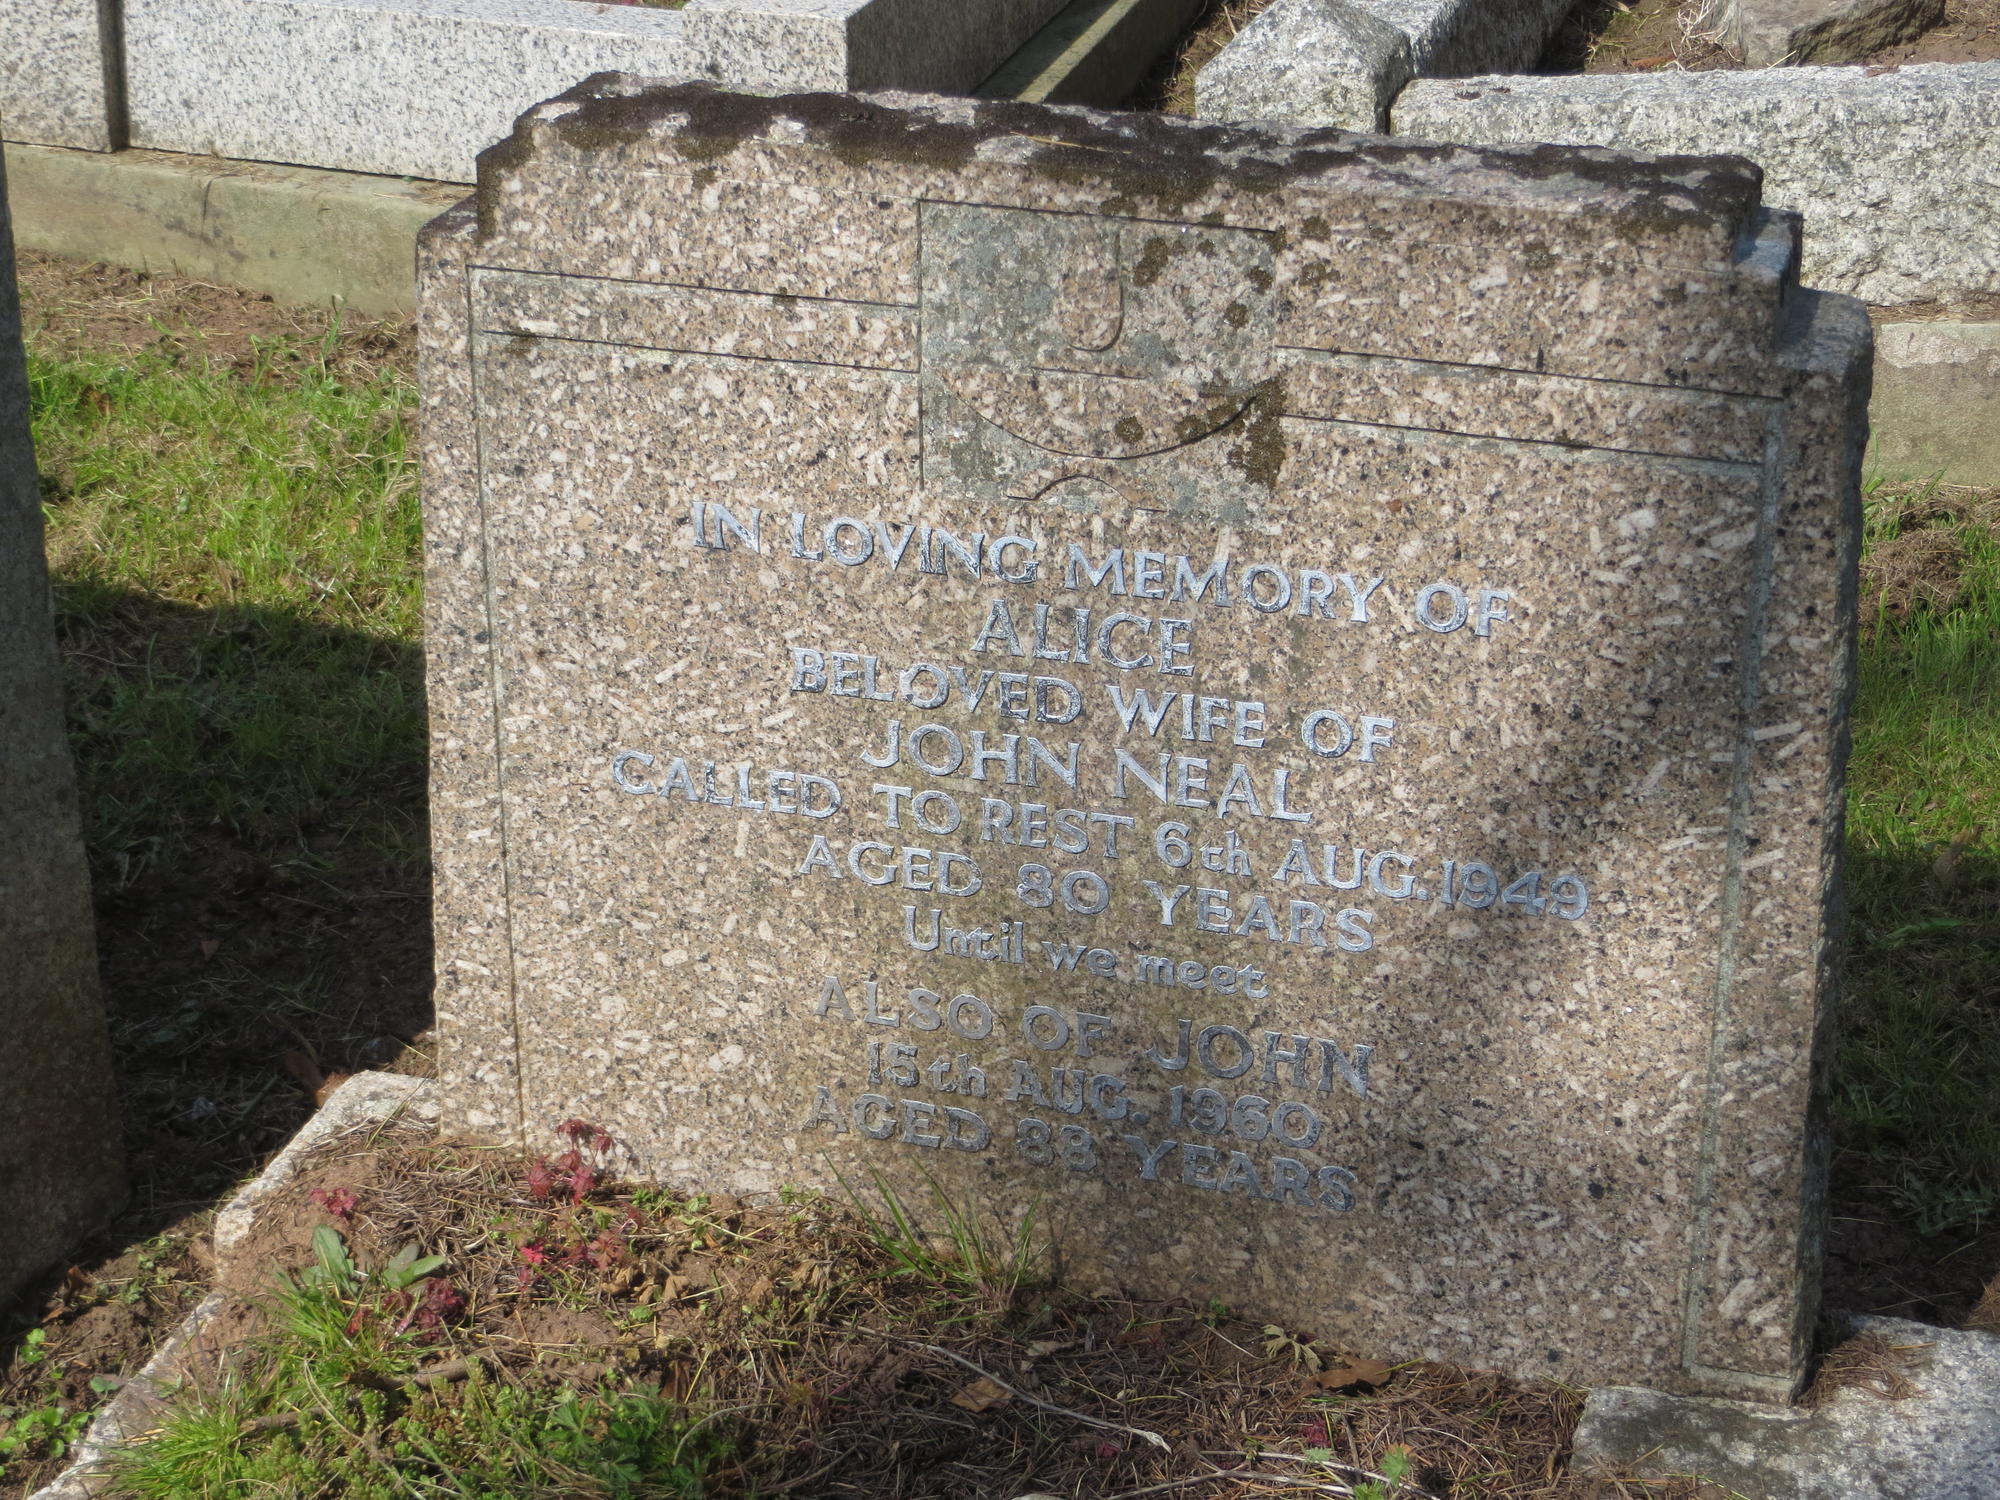 IN LOVING MEMORY OF
ALICE
BELOVED WIFE OF
JOHN NEAL
CALLED TO REST 6th AUG. 1949
AGED 80 YEARS
Until we meet
ALSO OF JOHN
15th AUG. 1960
AGED 88 YEARS